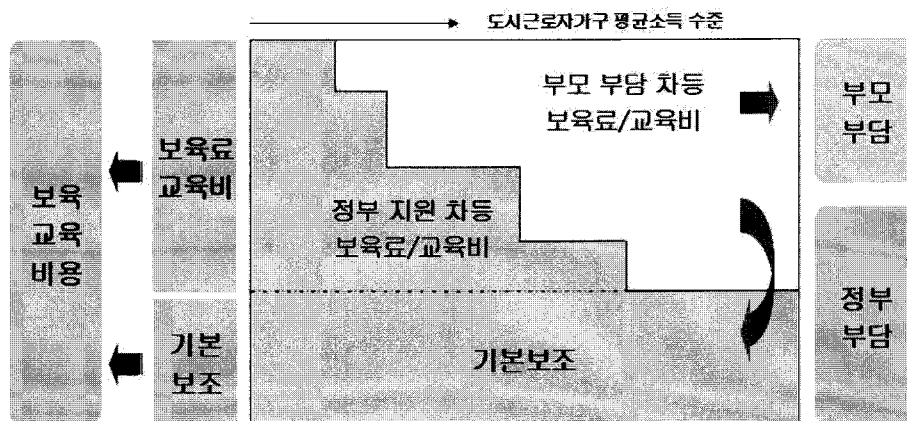 도시근로자가구 평균소득 수준
부모 부담 차등
보육료/교육비
부모
부담
보육료
교육비
보육
교육
비용
정부 지원 차등
보육료/교육비
정부
부담
기본
보조
기본보조